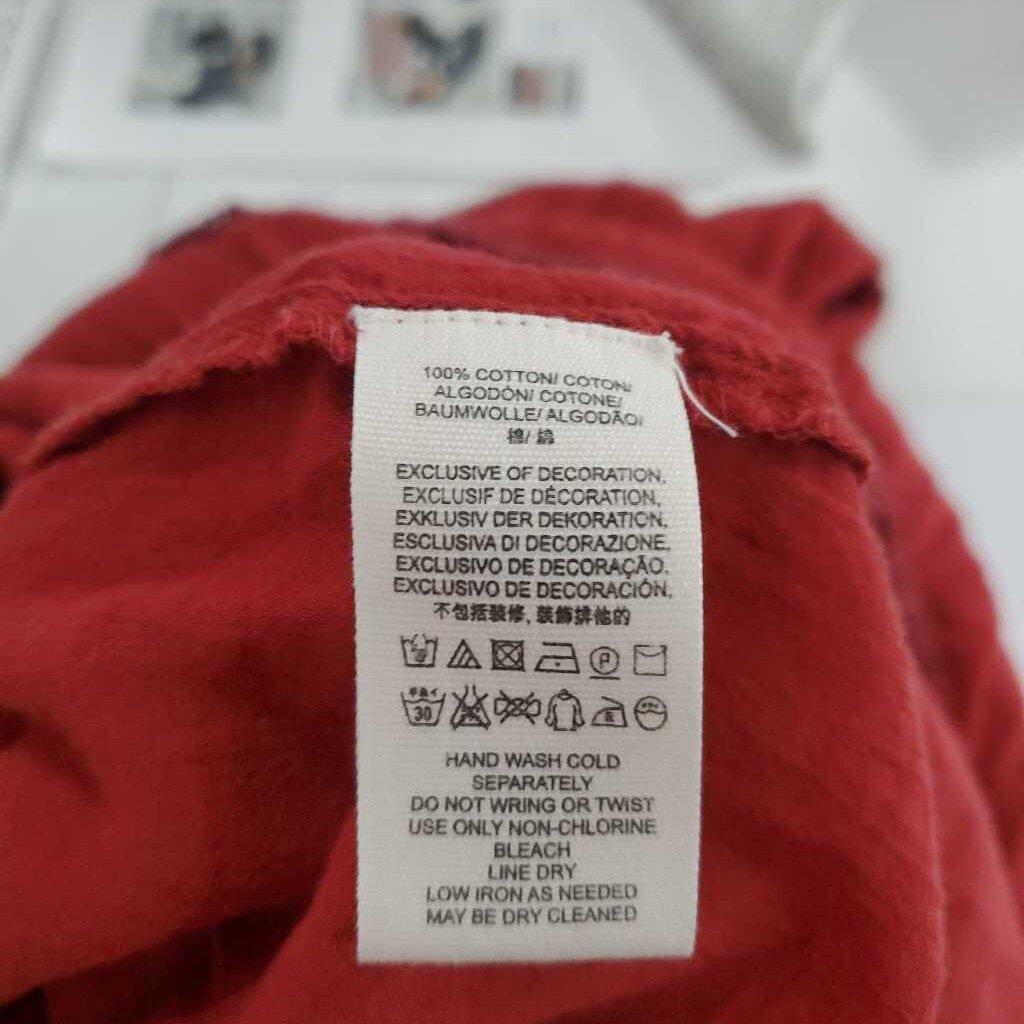 100% COTTON/ COTON/
ALGODÓN/ COTONE/
BAUMWOLLE/ ALGODÃO/
棉/ 綿
EXCLUSIVE OF DECORATION.
EXCLUSIF DE DÉCORATION.
EXKLUSIV DER DEKORATION.
ESCLUSIVA DI DECORAZIONE.
EXCLUSIVO DE DECORAÇÃO.
EXCLUSIVO DE DECORACIÓN.
不包括装修, 裝飾排他的
P
30
HAND WASH COLD
SEPARATELY
DO NOT WRING OR TWIST
USE ONLY NON-CHLORINE
BLEACH
LINE DRY
LOW IRON AS NEEDED
MAY BE DRY CLEANED